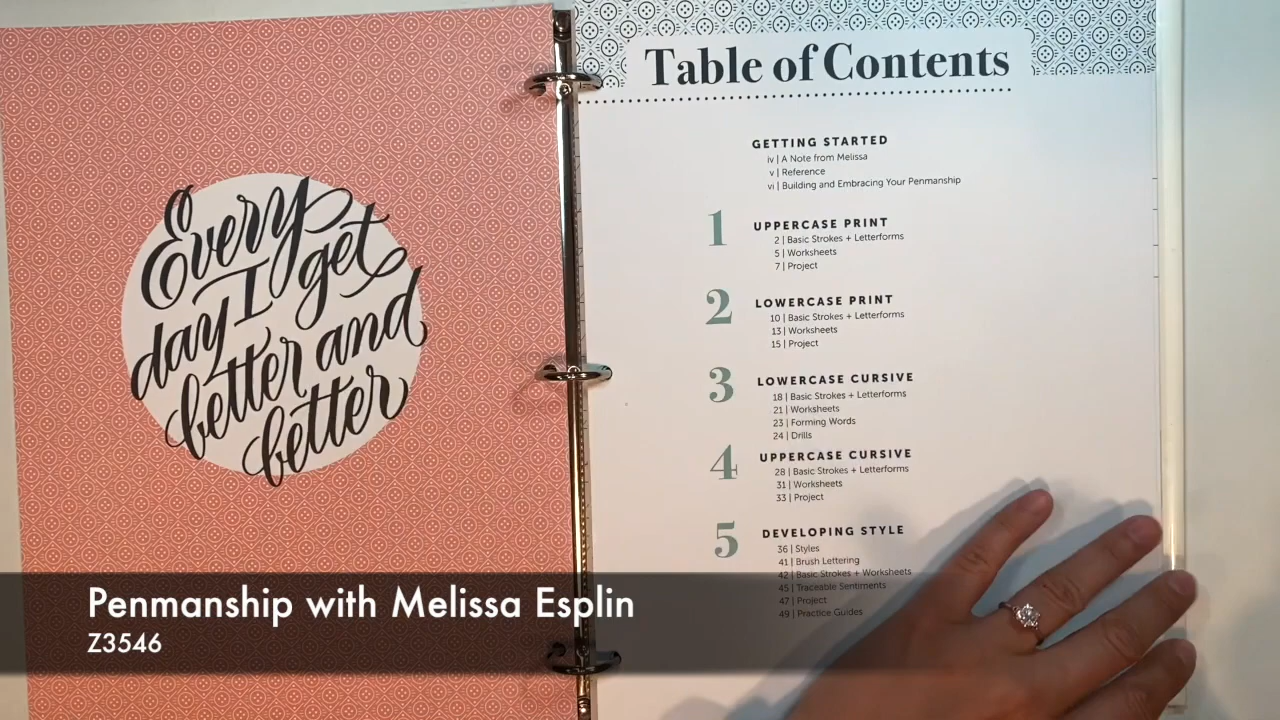 Every
I get
day
better and
better
Table of Contents
GETTING STARTED
iv | A Note from Melissa
v | Reference
vi | Building and Embracing Your Penmanship
1
UPPERCASE PRINT
2 | Basic Strokes + Letterforms
5 | Worksheets
7 | Project
2
LOWERCASE PRINT
10 | Basic Strokes + Letterforms
13 | Worksheets
15 | Project
3
LOWERCASE CURSIVE
18 | Basic Strokes + Letterforms
21 | Worksheets
23 | Forming Words
24 | Drills
4
UPPERCASE CURSIVE
28 | Basic Strokes + Letterforms
31 | Worksheets
33 | Project
5
DEVELOPING STYLE
36 | Styles
41 | Brush Lettering
42 | Basic Strokes + Worksheets
45 | Traceable Sentiments
47 | Project
49 | Practice Guides
Penmanship with Melissa Esplin
Z3546